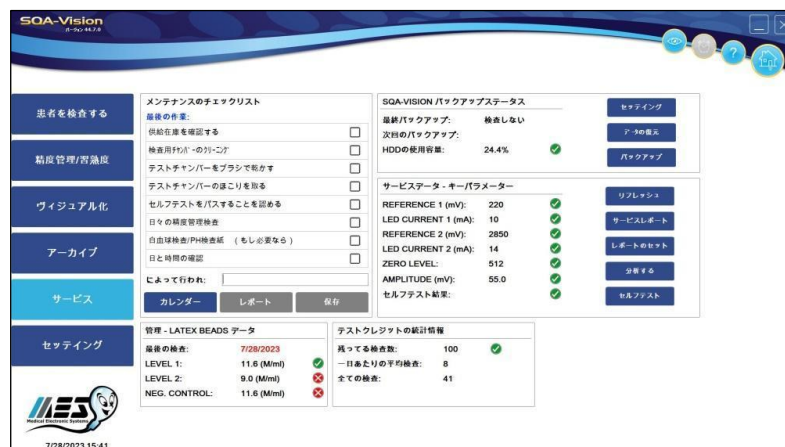 SQA-Vision
バージョン 44.7.0
?
患者を検査する
精度管理/習熟度
ヴィジュアル化
アーカイブ
サービス
セッテイング
MES
Medical Electronic Systems
7/28/2023 15:41
メンテナンスのチェックリスト
最後の作業:
供給在庫を確認する
検査用チャンバーのクリーニング
テストチャンバーをブラシで乾かす
テストチャンバーのほこりを取る
セルフテストをパスすることを認める
日々の精度管理検査
白血球検査/PH検査紙 (もし必要なら)
日と時間の確認
によって行われ:
カレンダー レポート 保存
SQA-VISION バックアップステータス
最終バックアップ: 検査しない
次回のバックアップ:
HDDの使用容量: 24.4%
セッテイング
データの復元
バックアップ
サービスデータ - キーパラメーター
REFERENCE 1 (mV): 220
LED CURRENT 1 (mA): 10
REFERENCE 2 (mV): 2850
LED CURRENT 2 (mA): 14
ZERO LEVEL: 512
AMPLITUDE (mV): 55.0
セルフテスト結果:
リフレッシュ
サービスレポート
レポートのセット
分析する
セルフテスト
管理 - LATEX BEADS データ
最後の検査: 7/28/2023
LEVEL 1: 11.6 (M/ml)
LEVEL 2: 9.0 (M/ml)
NEG. CONTROL: 11.6 (M/ml)
テストクレジットの統計情報
残ってる検査数: 100
一日あたりの平均検査: 8
全ての検査: 41